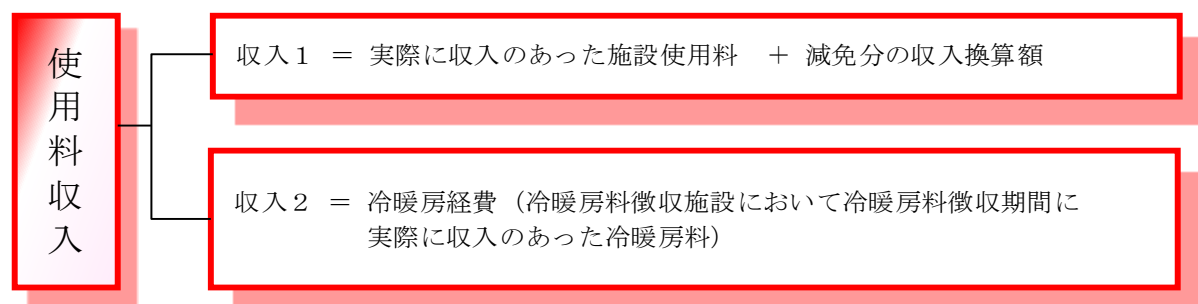 使用料収入
収入１ ＝ 実際に収入のあった施設使用料 ＋ 減免分の収入換算額
収入２ ＝ 冷暖房経費（冷暖房料徴収施設において冷暖房料徴収期間に
実際に収入のあった冷暖房料）